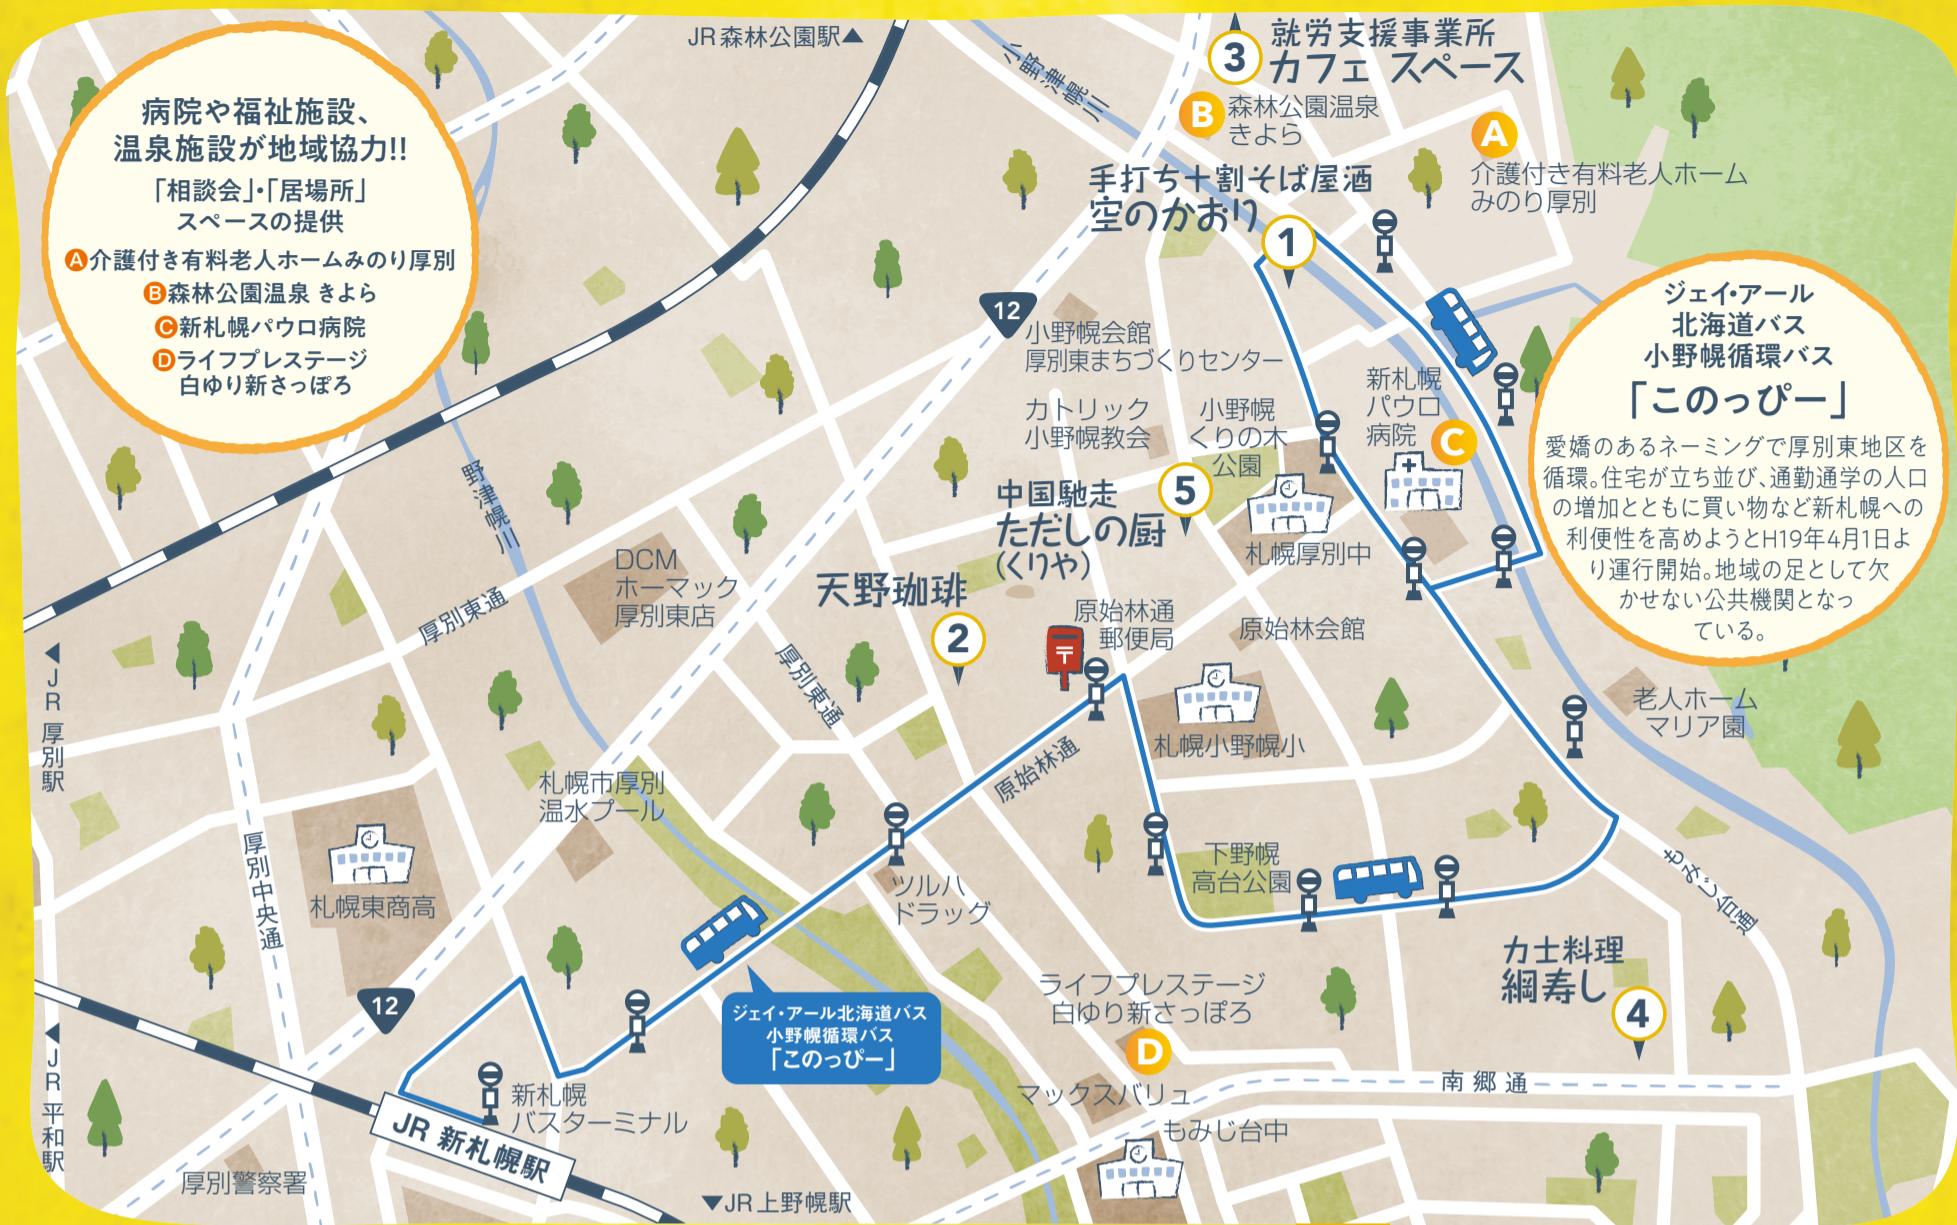 病院や福祉施設、
温泉施設が地域協力!!
「相談会」・「居場所」
スペースの提供
A介護付き有料老人ホームみのり厚別
B森林公園温泉 きよら
C新札幌パウロ病院
Dライフプレステージ
白ゆり新さっぽろ
JR森林公園駅▲
小野津幌川
3
就労支援事業所
カフェ スペース
B
森林公園温泉
きよら
A
介護付き有料老人ホーム
みのり厚別
手打ち十割そば屋酒
空のかおり
1
ジェイ・アール
北海道バス
小野幌循環バス
「このっぴー」
愛嬌のあるネーミングで厚別東地区を
循環。住宅が立ち並び、通勤通学の人口
の増加とともに買い物など新札幌への
利便性を高めようとH19年4月1日よ
り運行開始。地域の足として欠
かせない公共機関となっ
ている。
12
小野幌会館
厚別東まちづくりセンター
カトリック
小野幌教会
小野幌
くりの木
公園
新札幌
パウロ
病院
C
5
中国馳走
ただしの厨
(くりや)
札幌厚別中
野津幌川
DCM
ホーマック
厚別東店
厚別東通
天野珈琲
2
原始林通
郵便局
〒
原始林会館
厚別東通
◀JR 厚別駅
老人ホーム
マリア園
札幌小野幌小
原始林通
札幌市厚別
温水プール
厚別中央通
札幌東商高
ツルハ
ドラッグ
下野幌
高台公園
もみじ台通
力士料理
綱寿し
4
12
ジェイ・アール北海道バス
小野幌循環バス
「このっぴー」
ライフプレステージ
白ゆり新さっぽろ
D
マックスバリュ
南郷通
もみじ台中
◀JR 平和駅
新札幌
バスターミナル
JR 新札幌駅
厚別警察署
▼JR上野幌駅